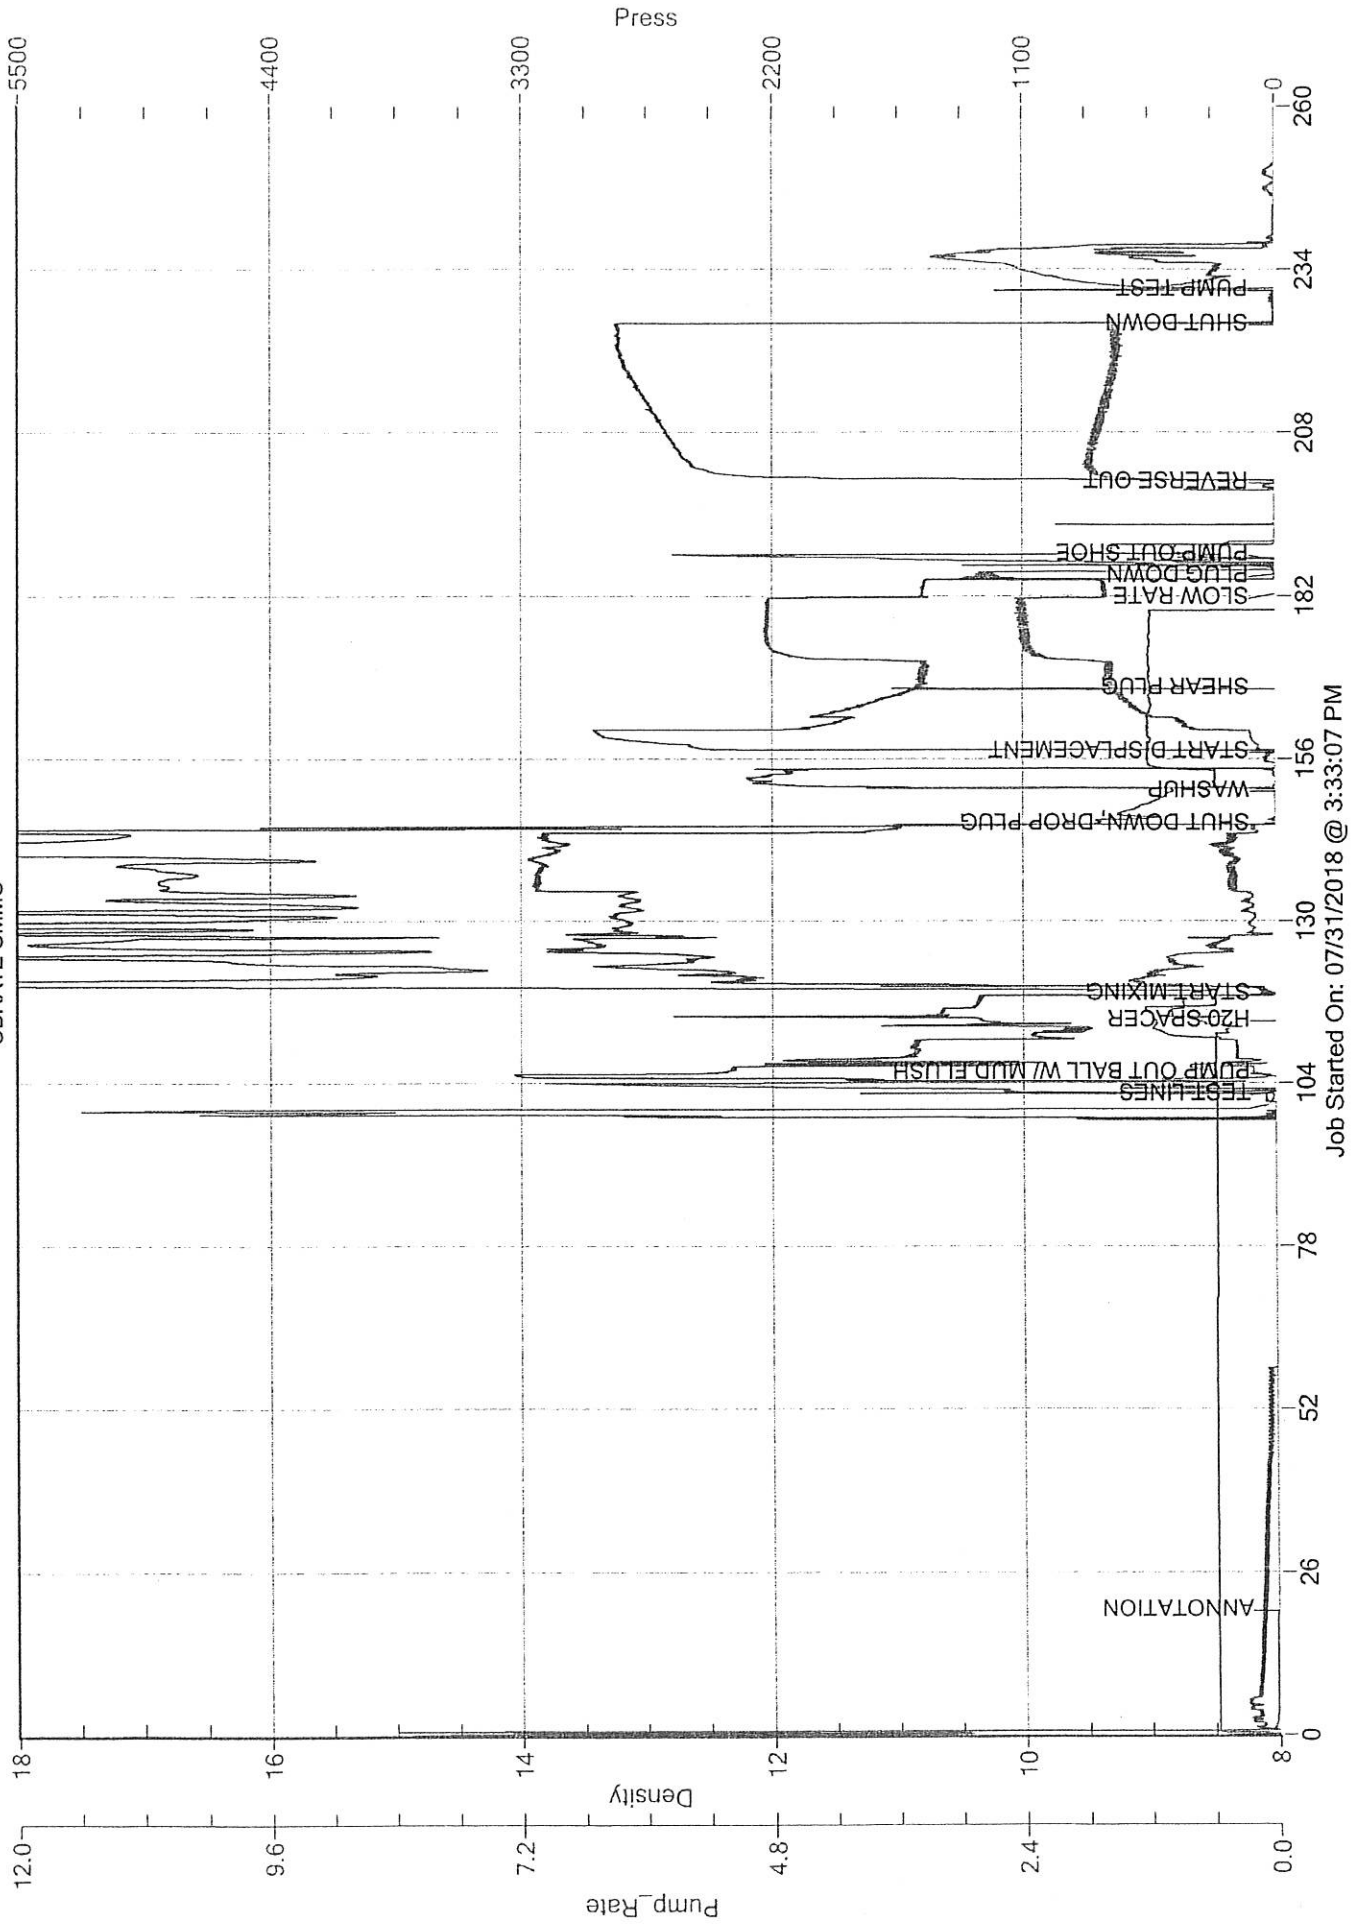 Press
5500
4400
3300
2200
1100
0
260
234
208
182
156
130
104
78
52
26
0
PUMP TEST
SHUT DOWN
REVERSE OUT
PUMP OUT SHOE
PLUG DOWN
SLOW RATE
SHEAR PLUG
START DISPLACEMENT
WASHUP
SHUT DOWN, DROP PLUG
START MIXING
H20 SPACER
PUMP OUT BALL W/ MUD FLUSH
TEST LINES
ANNOTATION
18
16
14
12
10
8
Density
12.0
9.6
7.2
4.8
2.4
0.0
Pump_Rate
Job Started On: 07/31/2018 @ 3:33:07 PM